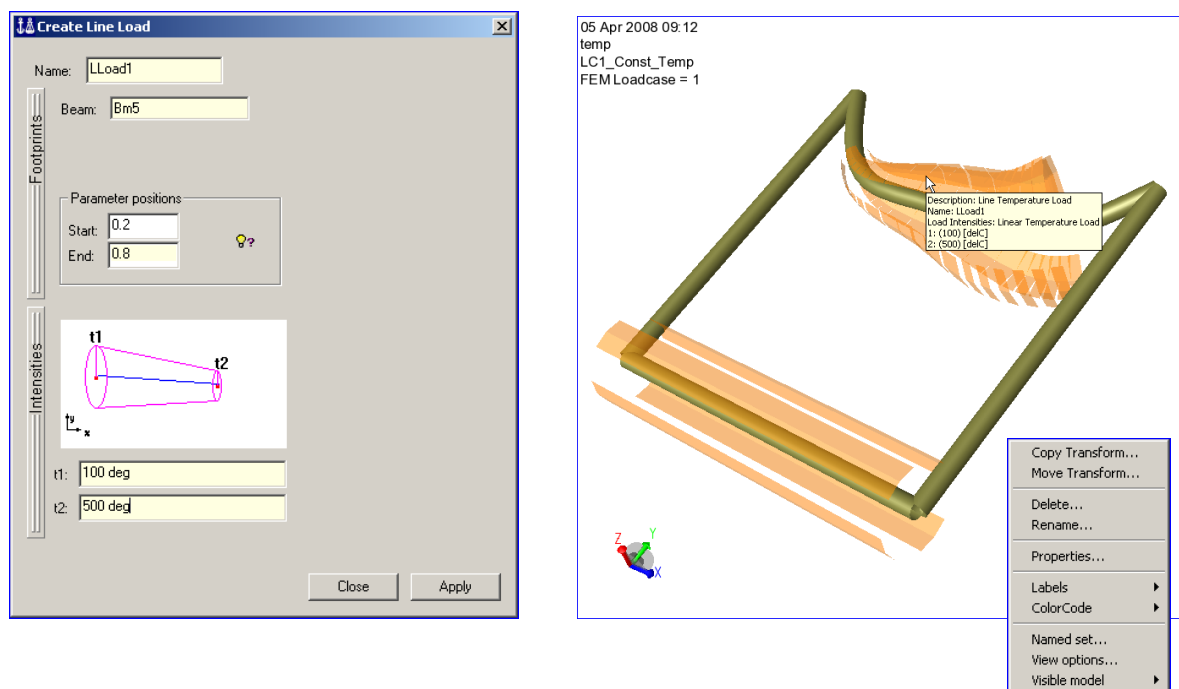 Create Line Load
Name: LLoad1
Footprints
Beam: Bm5
Parameter positions
Start: 0.2
End: 0.8
?
Intensities
t1
t2
y
x
t1: 100 deg
t2: 500 deg
Close Apply
05 Apr 2008 09:12
temp
LC1_Const_Temp
FEM Loadcase = 1
Description: Line Temperature Load
Name: LLoad1
Load Intensities: Linear Temperature Load
1: (100) [delC]
2: (500) [delC]
Z
Y
X
Copy Transform...
Move Transform...
Delete...
Rename...
Properties...
Labels
ColorCode
Named set...
View options...
Visible model